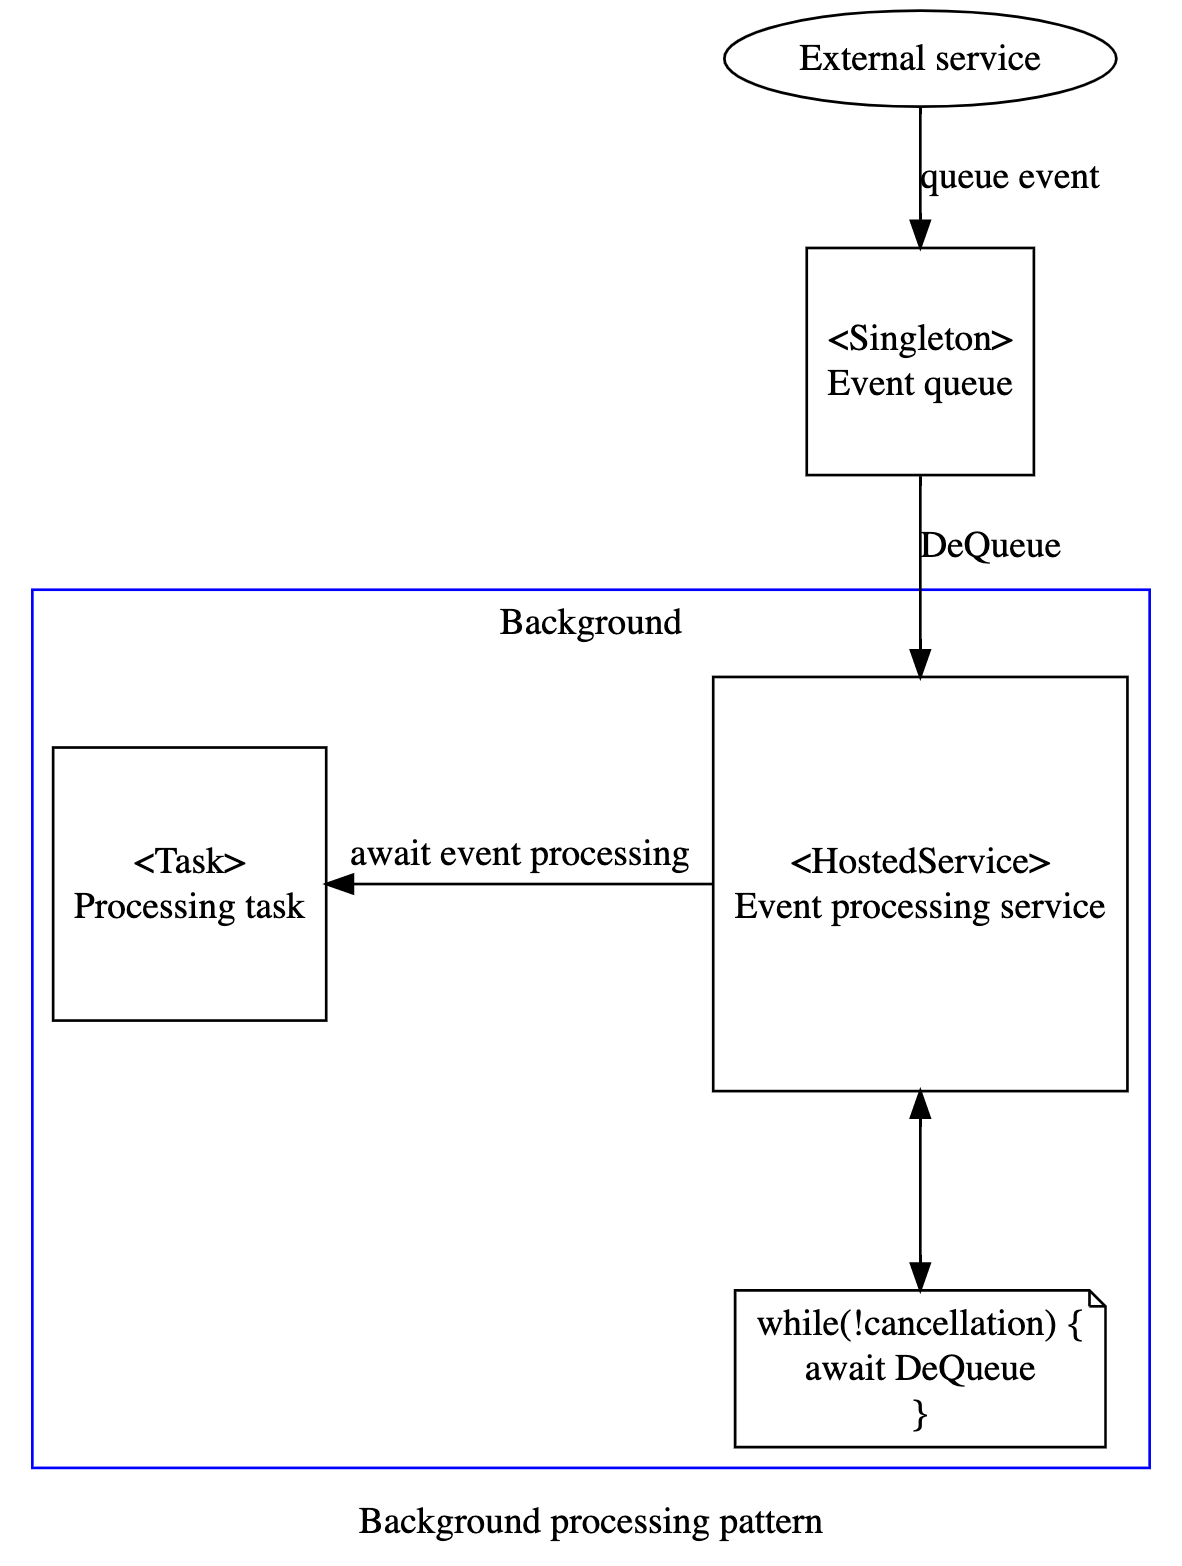 External service
queue event
<Singleton>
Event queue
DeQueue
Background
<Task>
Processing task
await event processing
<HostedService>
Event processing service
while(!cancellation) {
await DeQueue
}
Background processing pattern